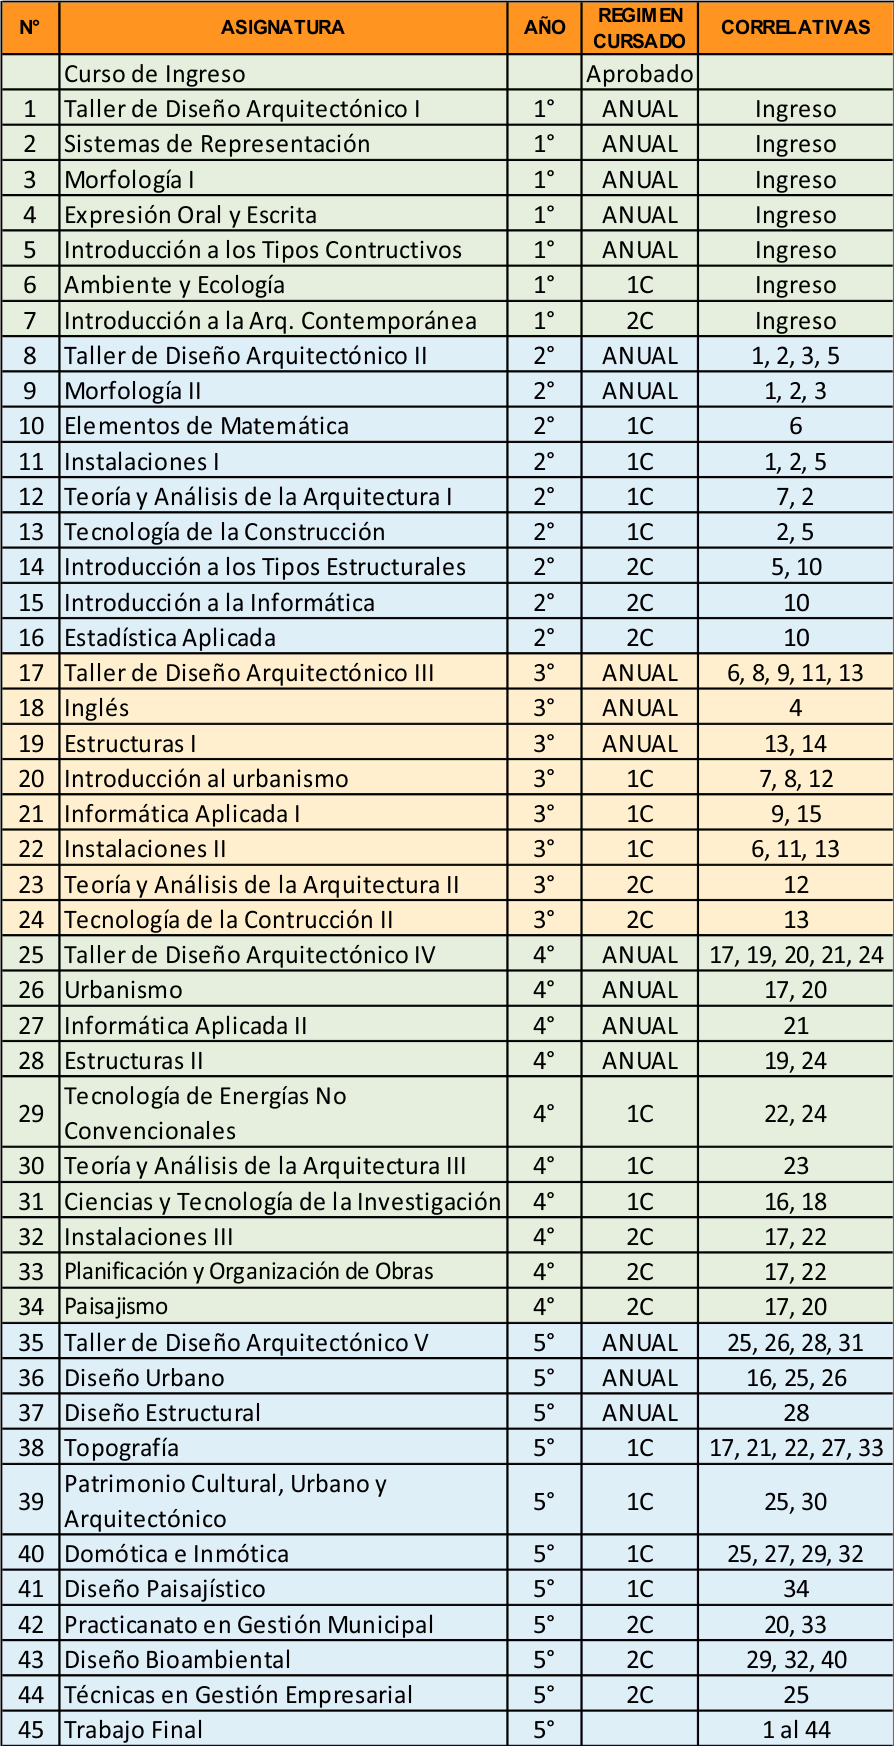 N° ASIGNATURA AÑO REGIMEN CURSADO CORRELATIVAS
Curso de Ingreso Aprobado
1 Taller de Diseño Arquitectónico I 1° ANUAL Ingreso
2 Sistemas de Representación 1° ANUAL Ingreso
3 Morfología I 1° ANUAL Ingreso
4 Expresión Oral y Escrita 1° ANUAL Ingreso
5 Introducción a los Tipos Contructivos 1° ANUAL Ingreso
6 Ambiente y Ecología 1° 1C Ingreso
7 Introducción a la Arq. Contemporánea 1° 2C Ingreso
8 Taller de Diseño Arquitectónico II 2° ANUAL 1, 2, 3, 5
9 Morfología II 2° ANUAL 1, 2, 3
10 Elementos de Matemática 2° 1C 6
11 Instalaciones I 2° 1C 1, 2, 5
12 Teoría y Análisis de la Arquitectura I 2° 1C 7, 2
13 Tecnología de la Construcción 2° 1C 2, 5
14 Introducción a los Tipos Estructurales 2° 2C 5, 10
15 Introducción a la Informática 2° 2C 10
16 Estadística Aplicada 2° 2C 10
17 Taller de Diseño Arquitectónico III 3° ANUAL 6, 8, 9, 11, 13
18 Inglés 3° ANUAL 4
19 Estructuras I 3° ANUAL 13, 14
20 Introducción al urbanismo 3° 1C 7, 8, 12
21 Informática Aplicada I 3° 1C 9, 15
22 Instalaciones II 3° 1C 6, 11, 13
23 Teoría y Análisis de la Arquitectura II 3° 2C 12
24 Tecnología de la Contrucción II 3° 2C 13
25 Taller de Diseño Arquitectónico IV 4° ANUAL 17, 19, 20, 21, 24
26 Urbanismo 4° ANUAL 17, 20
27 Informática Aplicada II 4° ANUAL 21
28 Estructuras II 4° ANUAL 19, 24
29 Tecnología de Energías No Convencionales 4° 1C 22, 24
30 Teoría y Análisis de la Arquitectura III 4° 1C 23
31 Ciencias y Tecnología de la Investigación 4° 1C 16, 18
32 Instalaciones III 4° 2C 17, 22
33 Planificación y Organización de Obras 4° 2C 17, 22
34 Paisajismo 4° 2C 17, 20
35 Taller de Diseño Arquitectónico V 5° ANUAL 25, 26, 28, 31
36 Diseño Urbano 5° ANUAL 16, 25, 26
37 Diseño Estructural 5° ANUAL 28
38 Topografía 5° 1C 17, 21, 22, 27, 33
39 Patrimonio Cultural, Urbano y Arquitectónico 5° 1C 25, 30
40 Domótica e Inmótica 5° 1C 25, 27, 29, 32
41 Diseño Paisajístico 5° 1C 34
42 Practicanato en Gestión Municipal 5° 2C 20, 33
43 Diseño Bioambiental 5° 2C 29, 32, 40
44 Técnicas en Gestión Empresarial 5° 2C 25
45 Trabajo Final 5° 1 al 44